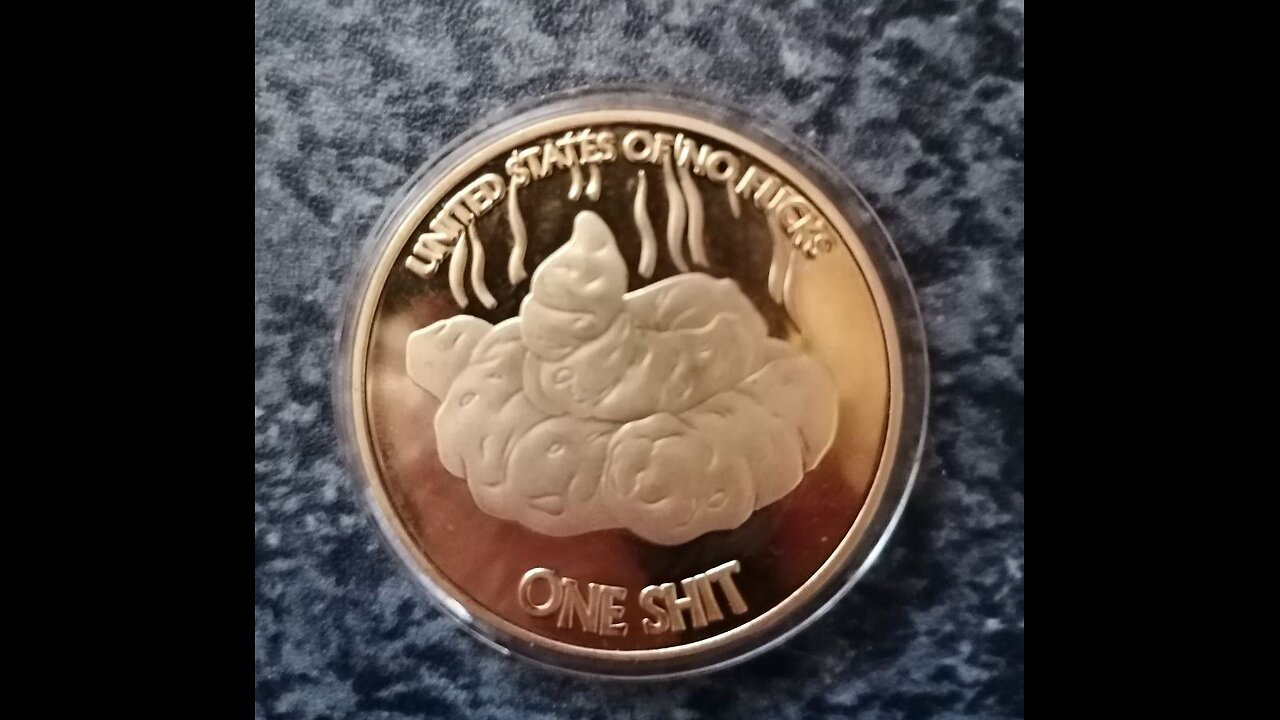 UNITED STATES OF NO FUCKS
ONE SHIT